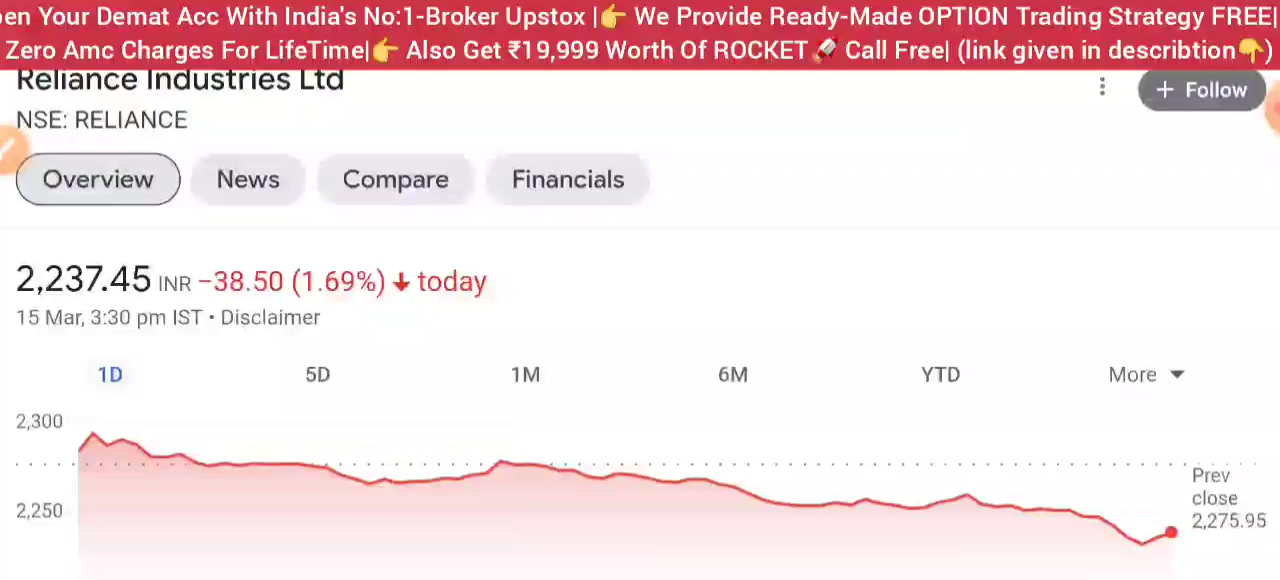 en Your Demat Acc With India's No:1-Broker Upstox |👉 We Provide Ready-Made OPTION Trading Strategy FREE|
Zero Amc Charges For LifeTime|👉 Also Get ₹19,999 Worth Of ROCKET🚀 Call Free| (link given in describtion👇)
Reliance Industries Ltd
+ Follow
NSE: RELIANCE
Overview News Compare Financials
2,237.45 INR −38.50 (1.69%) ↓ today
15 Mar, 3:30 pm IST • Disclaimer
1D 5D 1M 6M YTD More
2,300
2,250
Prev
close
2,275.95